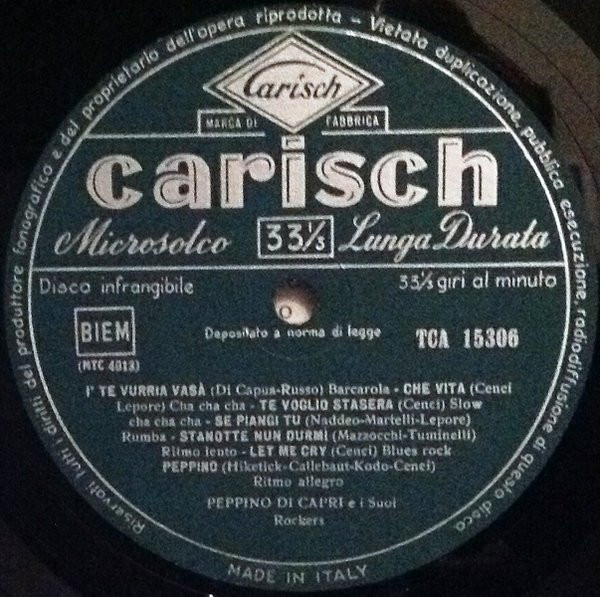 Riservati tutti i diritti del produttore fonografico e del proprietario dell'opera riprodotta - Vietata duplicazione, pubblica esecuzione, radiodiffusione di questo disco
Carisch
MARCA DI FABBRICA
carisch
Microsolco 33⅓ Lunga Durata
Disco infrangibile 33⅓ giri al minuto
BIEM Depositato a norma di legge TCA 15306
(MTC 4013)
I' TE VURRIA VASÀ (Di Capua-Russo) Barcarola - CHE VITA (Cenci
Lepore) Cha cha cha - TE VOGLIO STASERA (Cenci) Slow
cha cha cha - SE PIANGI TU (Naddeo-Martelli-Lepore)
Rumba - STANOTTE NUN DURMI (Mazzocchi-Tuminelli)
Ritmo lento - LET ME CRY (Cenci) Blues rock
PEPPINO (Hiketick-Callebaut-Kodo-Cenci)
Ritmo allegro
PEPPINO DI CAPRI e i Suoi
Rockers
MADE IN ITALY